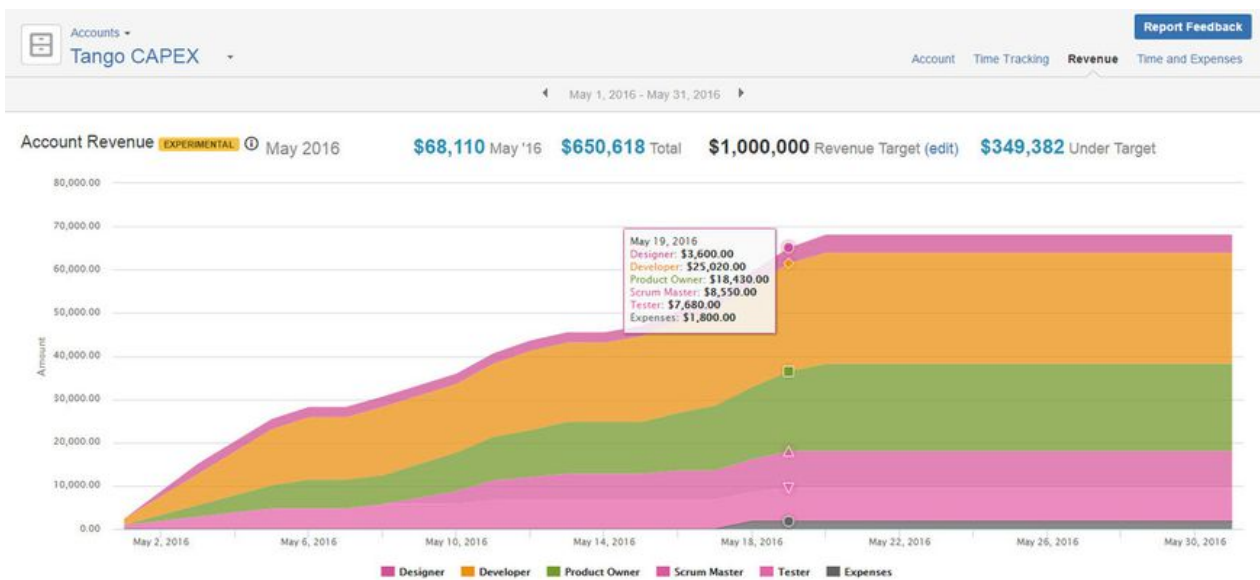 Report Feedback
Accounts
Tango CAPEX
Account Time Tracking Revenue Time and Expenses
May 1, 2016 - May 31, 2016
Account Revenue EXPERIMENTAL May 2016 $68,110 May '16 $650,618 Total $1,000,000 Revenue Target (edit) $349,382 Under Target
80,000.00
70,000.00
60,000.00
50,000.00
40,000.00
30,000.00
20,000.00
10,000.00
0.00
Amount
May 19, 2016
Designer: $3,600.00
Developer: $25,020.00
Product Owner: $18,430.00
Scrum Master: $8,550.00
Tester: $7,680.00
Expenses: $1,800.00
May 2, 2016 May 6, 2016 May 10, 2016 May 14, 2016 May 18, 2016 May 22, 2016 May 26, 2016 May 30, 2016
Designer Developer Product Owner Scrum Master Tester Expenses